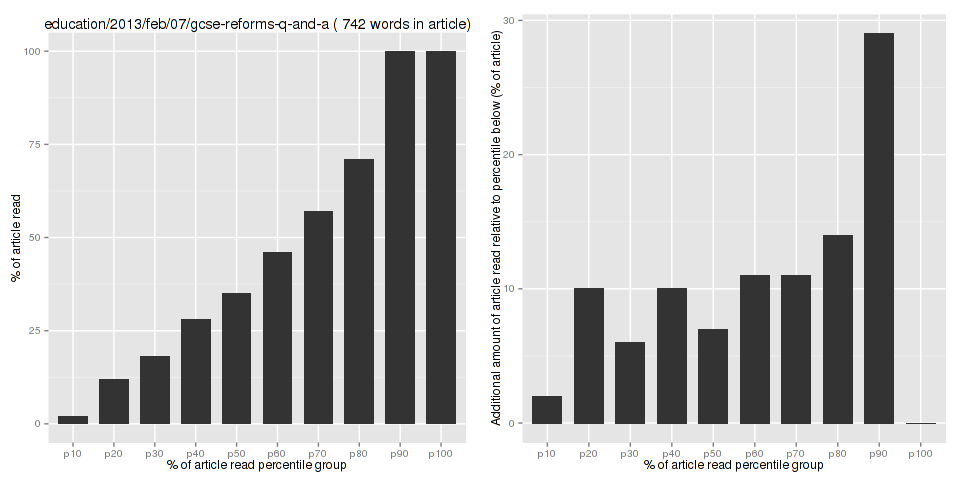 education/2013/feb/07/gcse-reforms-q-and-a ( 742 words in article)
% of article read
100
75
50
25
0
p10 p20 p30 p40 p50 p60 p70 p80 p90 p100
% of article read percentile group
Additional amount of article read relative to percentile below (% of article)
30
20
10
0
p10 p20 p30 p40 p50 p60 p70 p80 p90 p100
% of article read percentile group